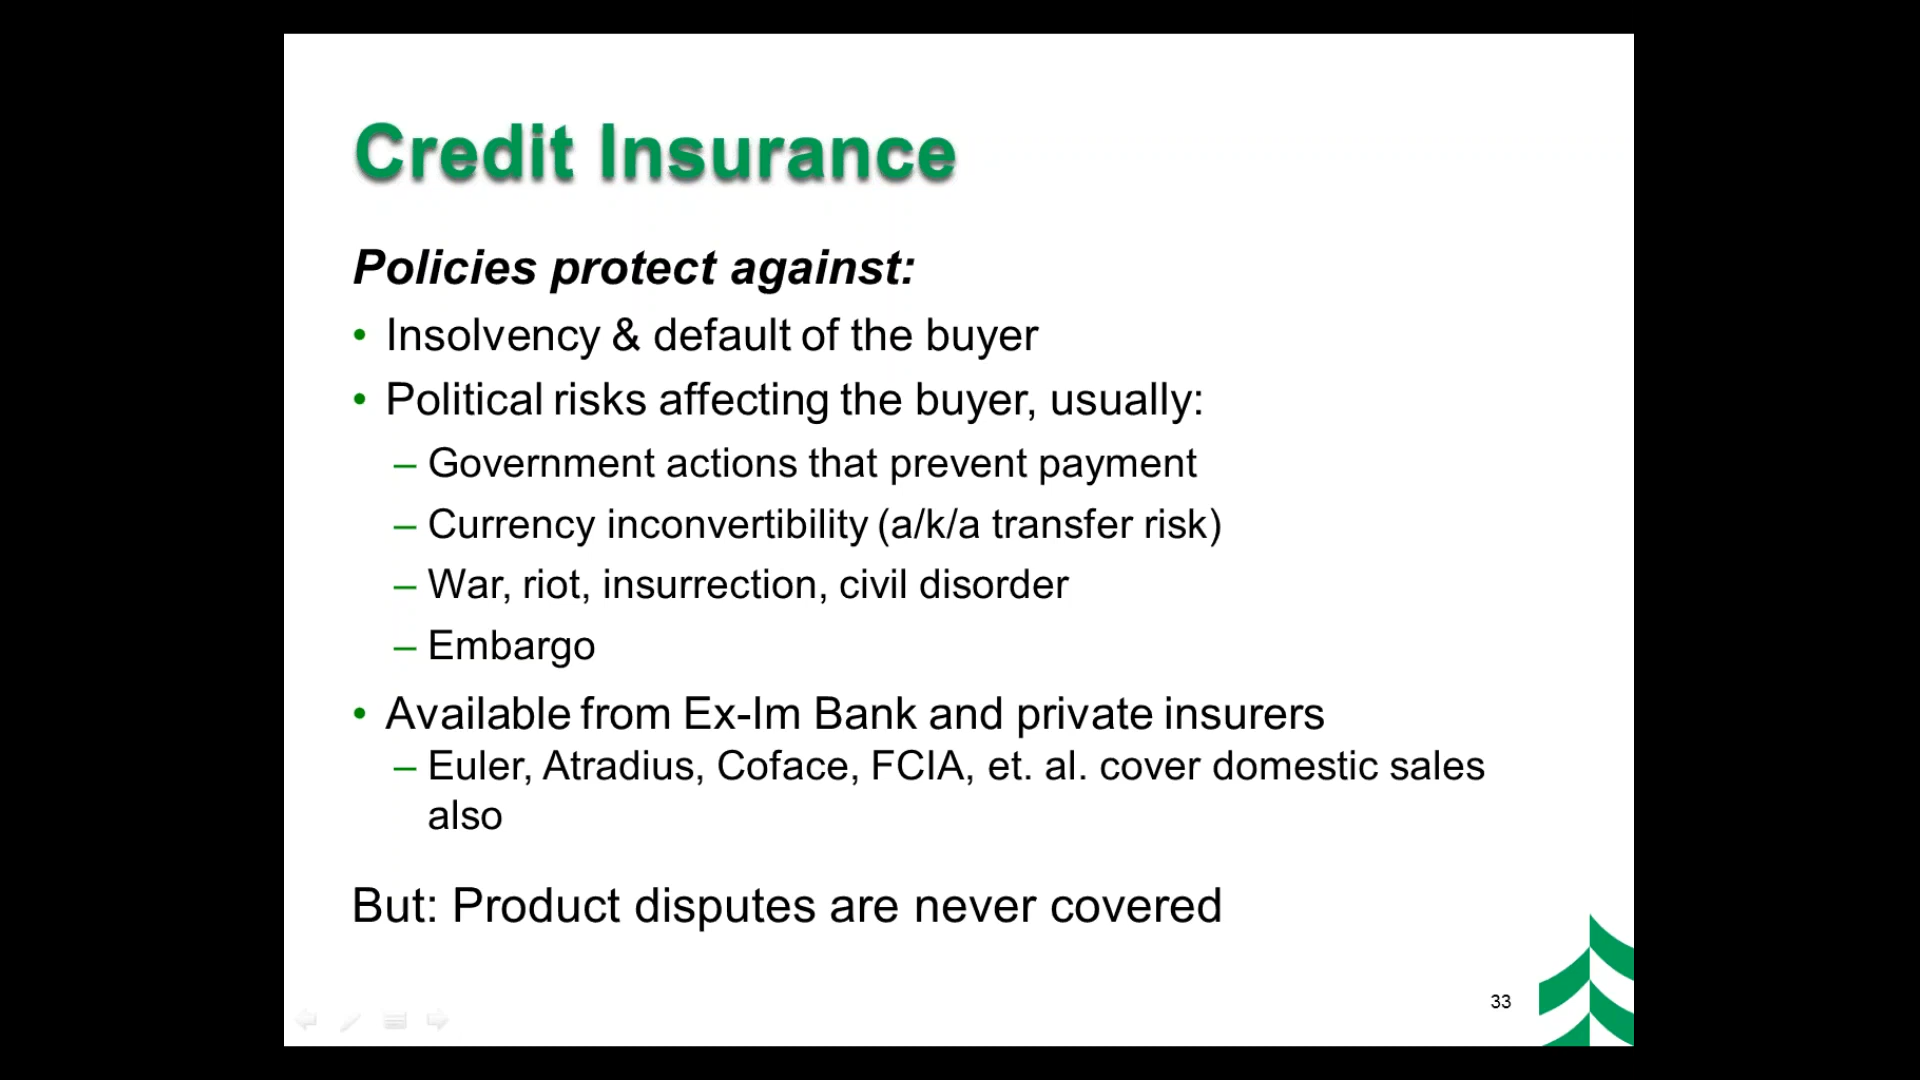 Credit Insurance
Policies protect against:
• Insolvency & default of the buyer
• Political risks affecting the buyer, usually:
– Government actions that prevent payment
– Currency inconvertibility (a/k/a transfer risk)
– War, riot, insurrection, civil disorder
– Embargo
• Available from Ex-Im Bank and private insurers
– Euler, Atradius, Coface, FCIA, et. al. cover domestic sales
also
But: Product disputes are never covered
33